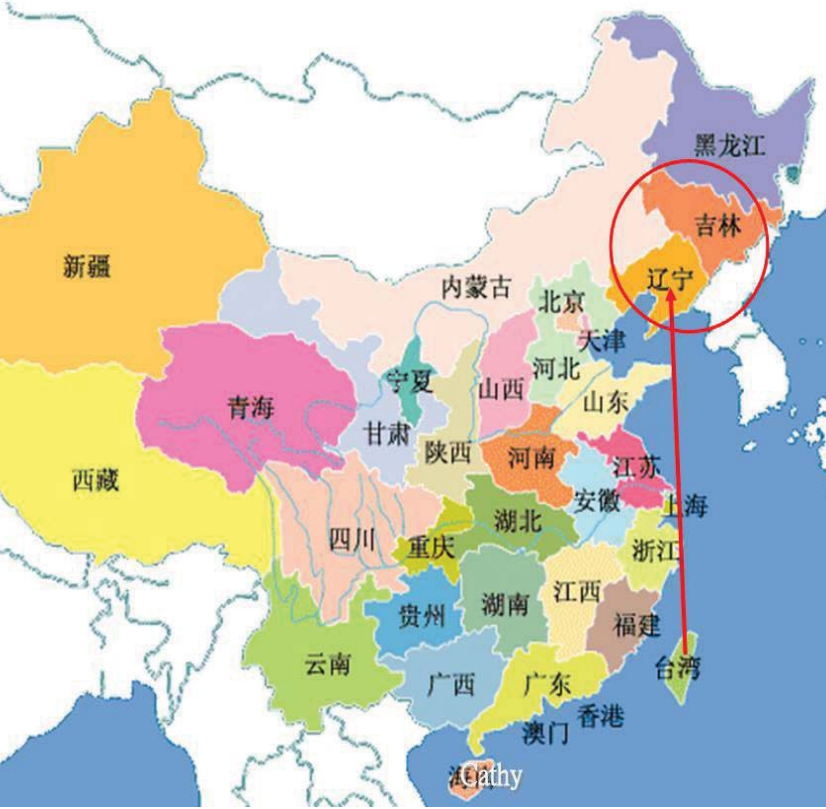 黑龙江
吉林
新疆
辽宁
内蒙古
北京
天津
河北
宁夏
山西
青海
山东
甘肃
陕西
河南
江苏
西藏
安徽
上海
湖北
四川
重庆
浙江
江西
湖南
贵州
福建
云南
台湾
广西
广东
香港
澳门
海
Cathy